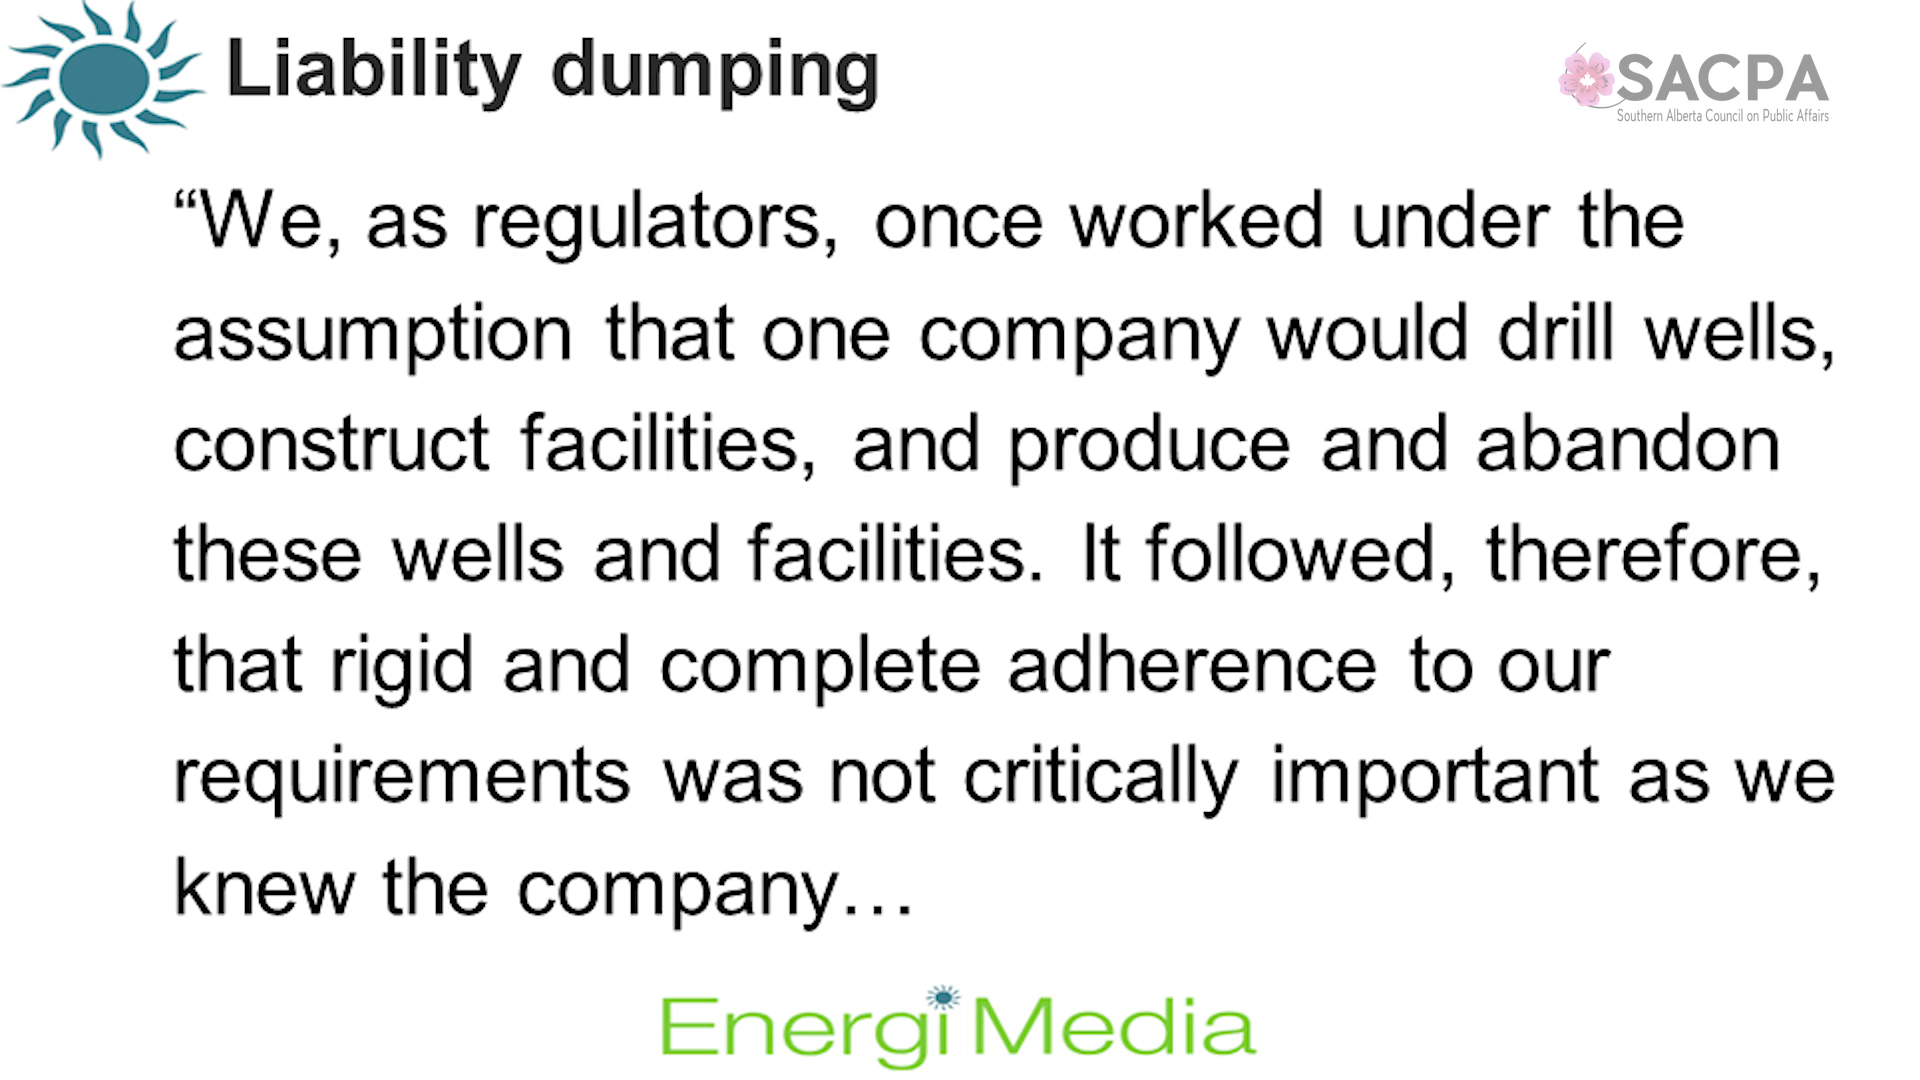 Liability dumping
SACPA
Southern Alberta Council on Public Affairs
“We, as regulators, once worked under the
assumption that one company would drill wells,
construct facilities, and produce and abandon
these wells and facilities. It followed, therefore,
that rigid and complete adherence to our
requirements was not critically important as we
knew the company…
Energi Media